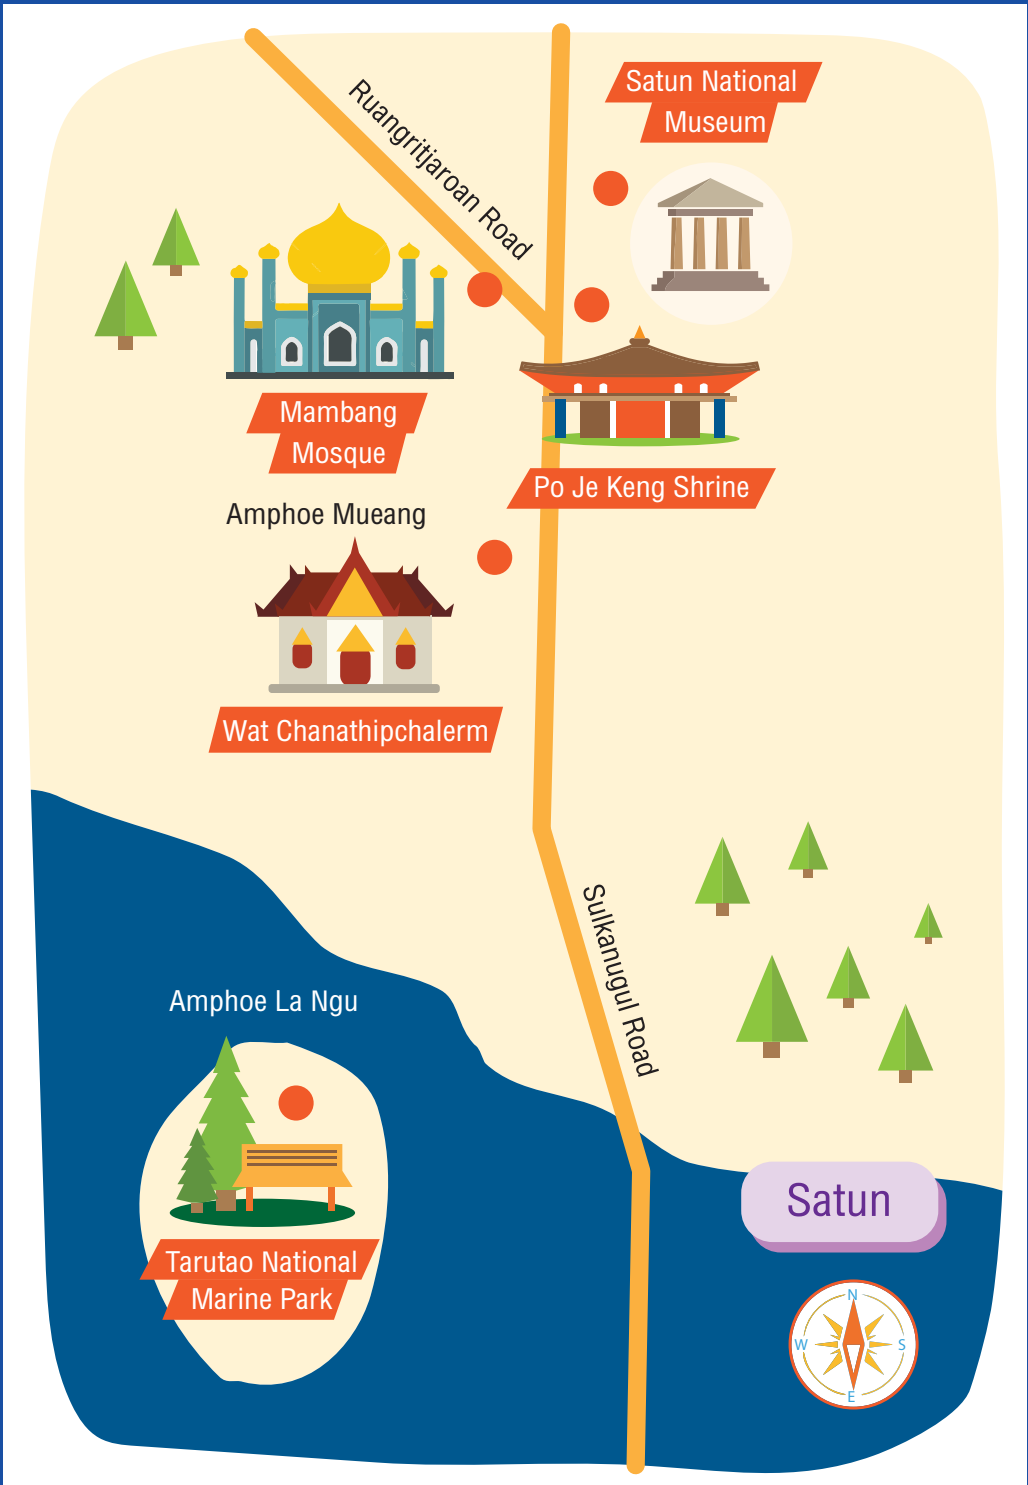 Ruangritjaroan Road
Satun National
Museum
Mambang
Mosque
Po Je Keng Shrine
Amphoe Mueang
Wat Chanathipchalerm
Sulkanugul Road
Amphoe La Ngu
Tarutao National
Marine Park
Satun
N
W
S
E